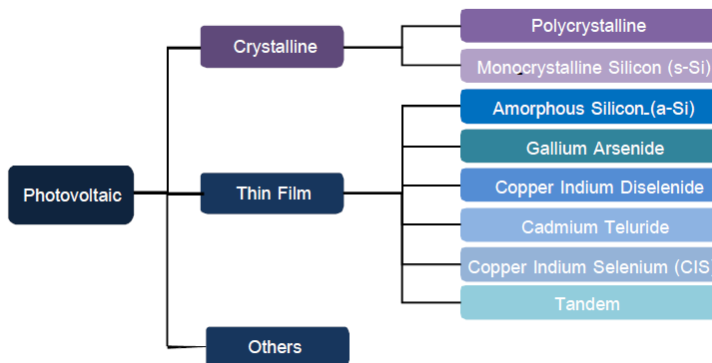 Photovoltaic
Crystalline
Polycrystalline
Monocrystalline Silicon (s-Si)
Thin Film
Amorphous Silicon (a-Si)
Gallium Arsenide
Copper Indium Diselenide
Cadmium Teluride
Copper Indium Selenium (CIS)
Tandem
Others